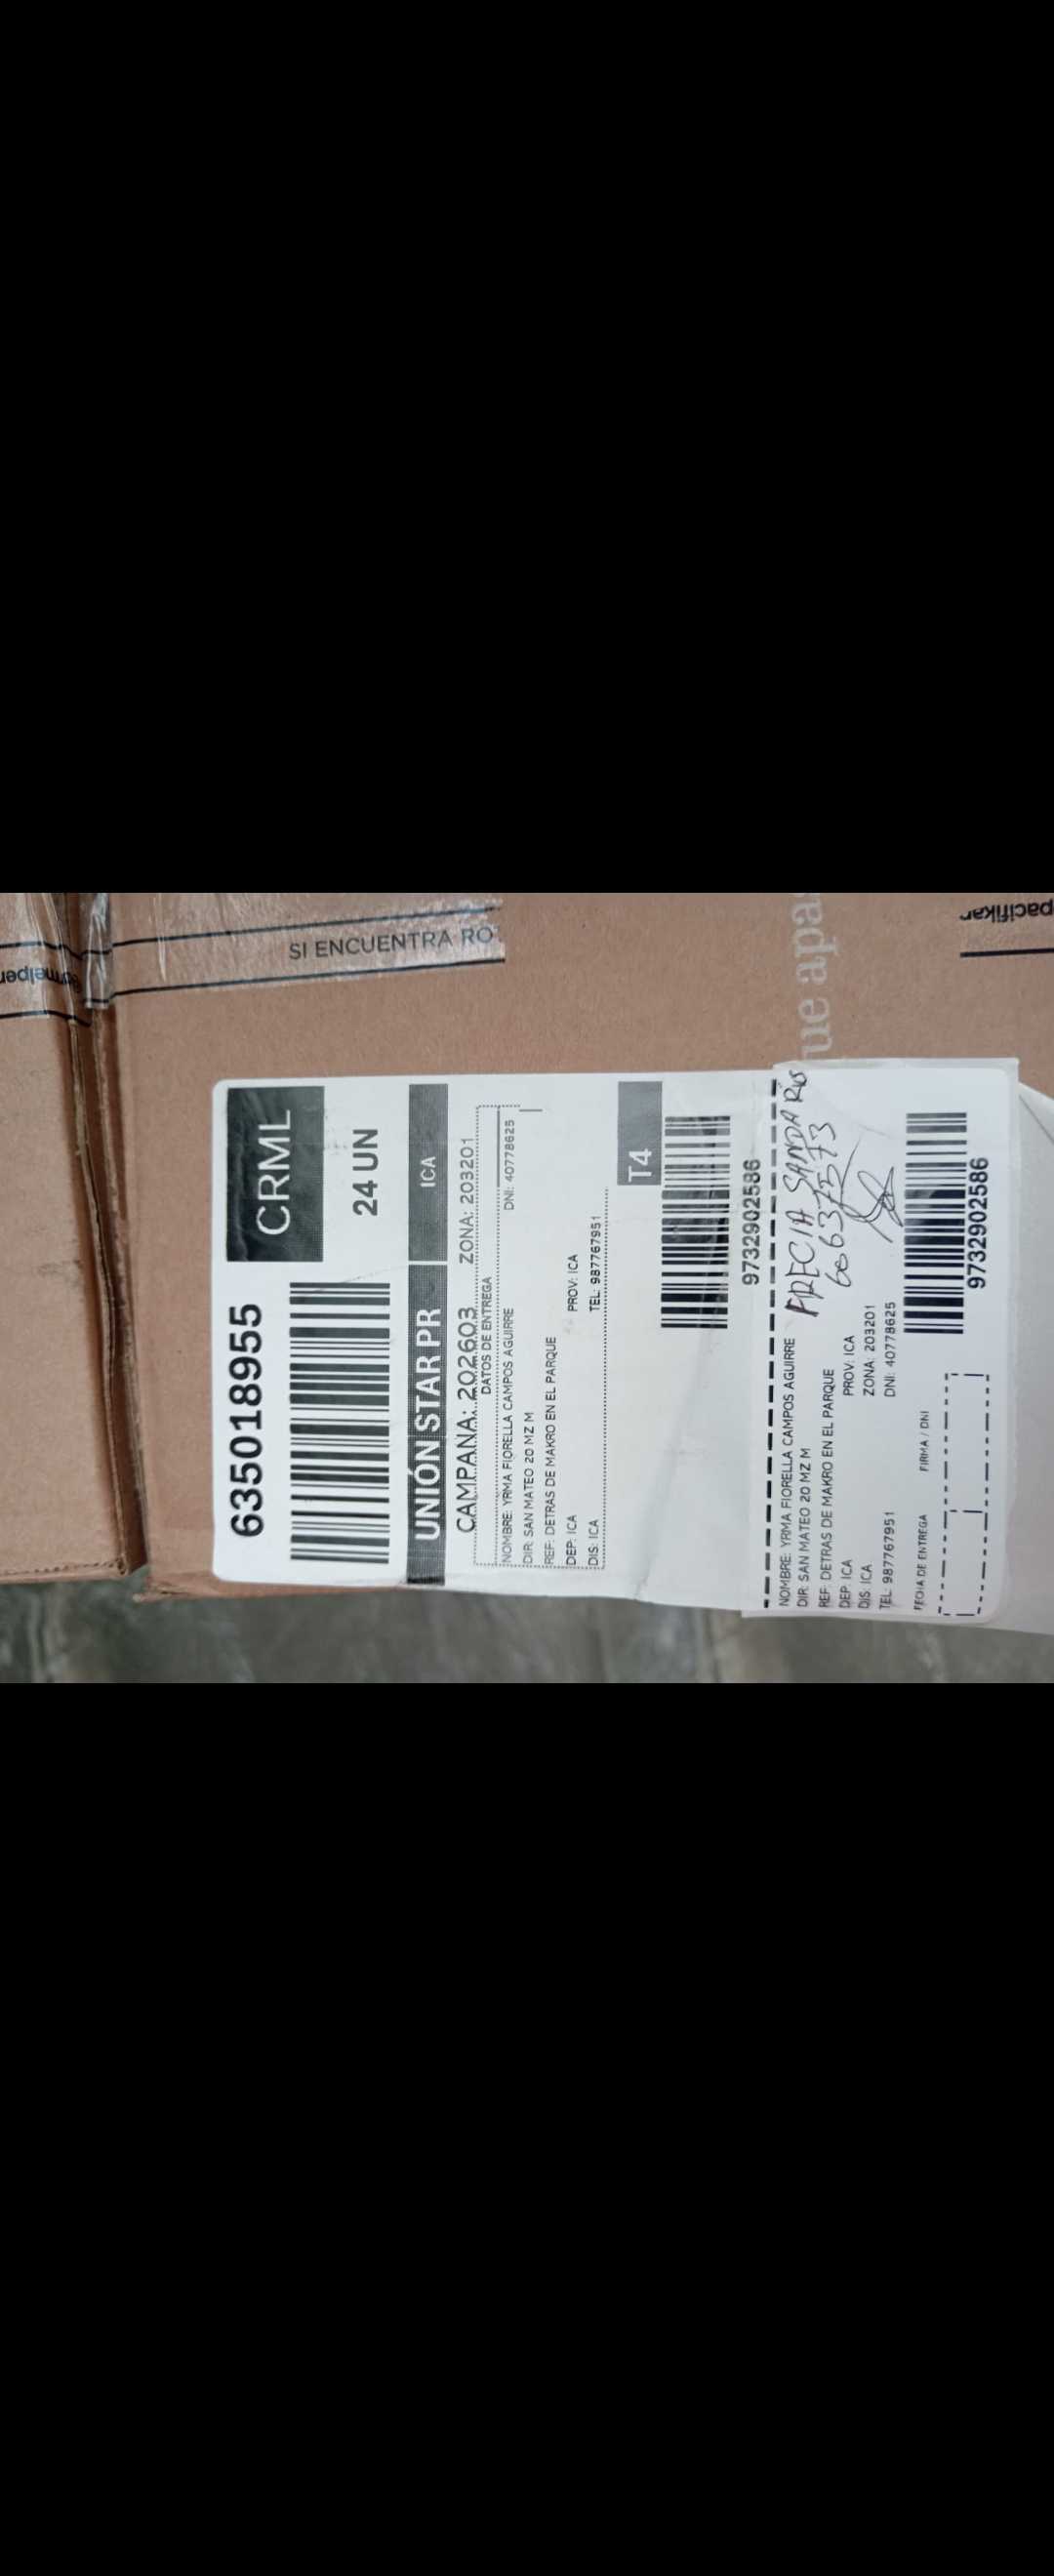 SI ENCUENTRA RO
pacifikar
ue apa
635018955
CRML
24 UN
UNIÓN STAR PR
ICA
CAMPAÑA: 202603 ZONA: 203201
DATOS DE ENTREGA
NOMBRE: YRMA FIORELLA CAMPOS AGUIRRE DNI: 40778625
DIR: SAN MATEO 20 MZ M
REF: DETRAS DE MAKRO EN EL PARQUE
DEP: ICA PROV: ICA
DIS: ICA TEL: 987767951
T4
9732902586
NOMBRE: YRMA FIORELLA CAMPOS AGUIRRE
DIR: SAN MATEO 20 MZ M
REF: DETRAS DE MAKRO EN EL PARQUE
DEP: ICA PROV: ICA
DIS: ICA ZONA: 203201
TEL: 987767951 DNI: 40778625
FECHA DE ENTREGA FIRMA / DNI
9732902586